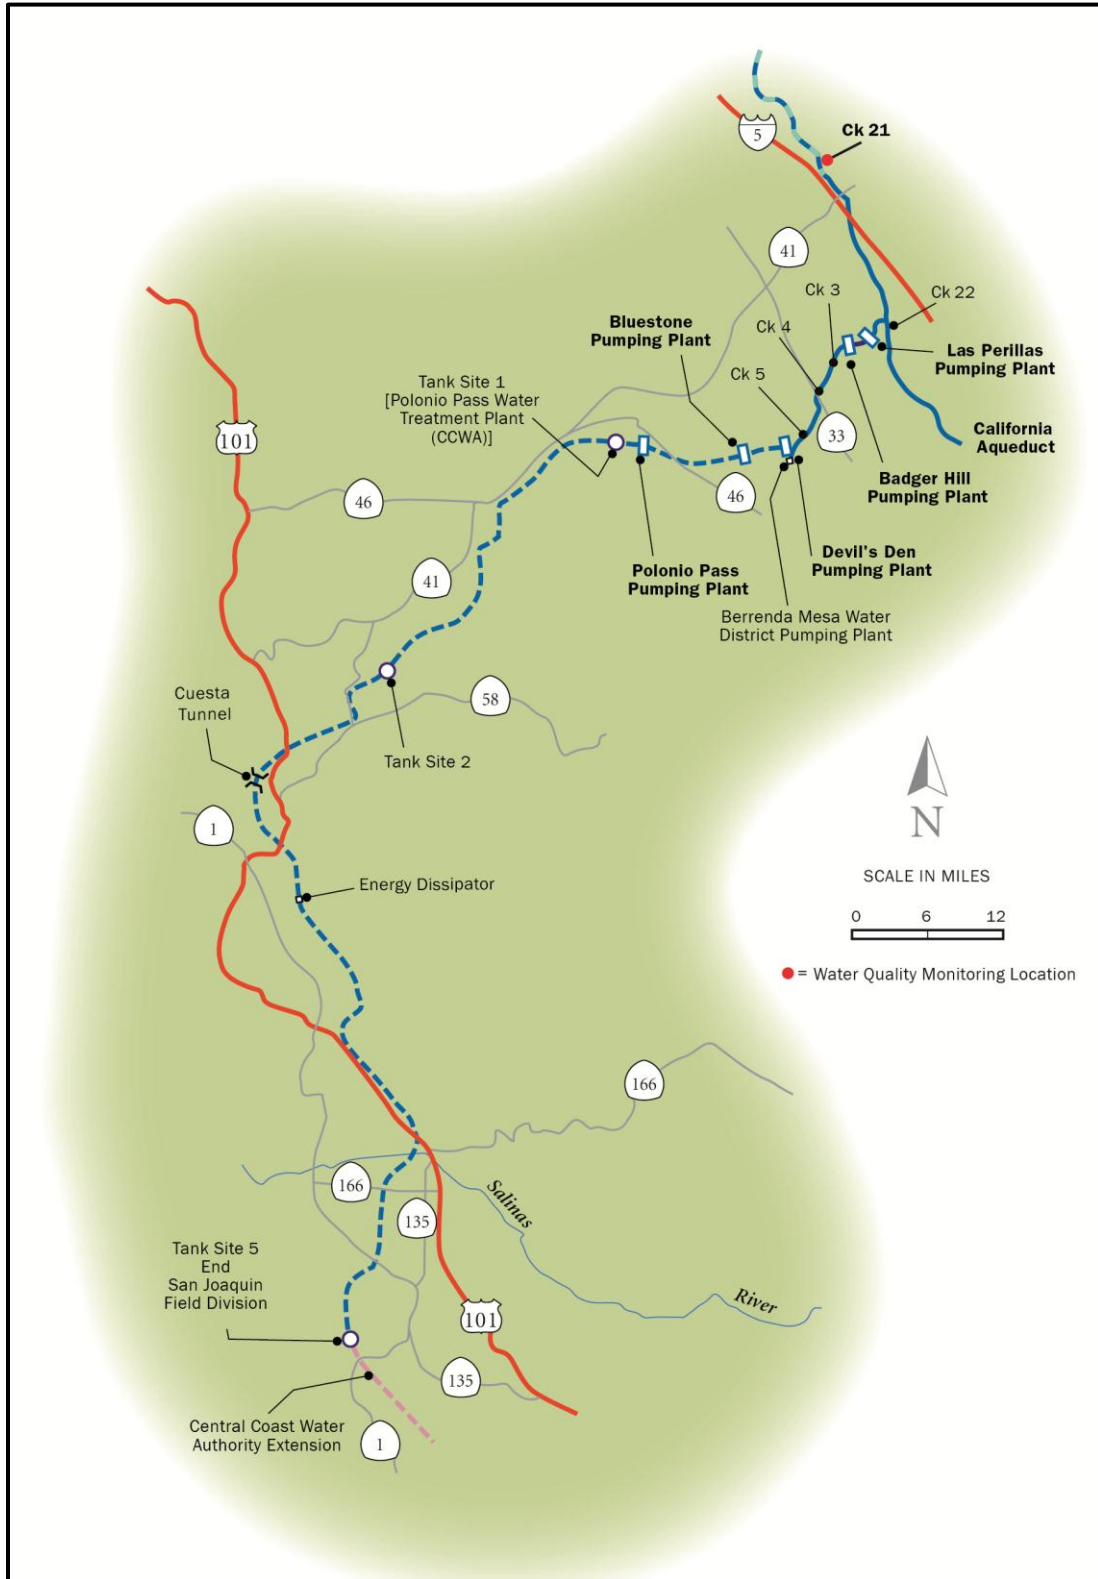 5
Ck 21
41
Ck 3
Ck 22
Bluestone
Pumping Plant
Ck 4
Las Perillas
Pumping Plant
Tank Site 1
[Polonio Pass Water
Treatment Plant
(CCWA)]
Ck 5
101
33
California
Aqueduct
46
46
Badger Hill
Pumping Plant
Devil's Den
Pumping Plant
Polonio Pass
Pumping Plant
41
Berrenda Mesa Water
District Pumping Plant
Cuesta
Tunnel
58
Tank Site 2
1
N
SCALE IN MILES
0 6 12
Energy Dissipator
= Water Quality Monitoring Location
166
166
135
Salinas
River
Tank Site 5
End
San Joaquin
Field Division
101
135
Central Coast Water
Authority Extension
1